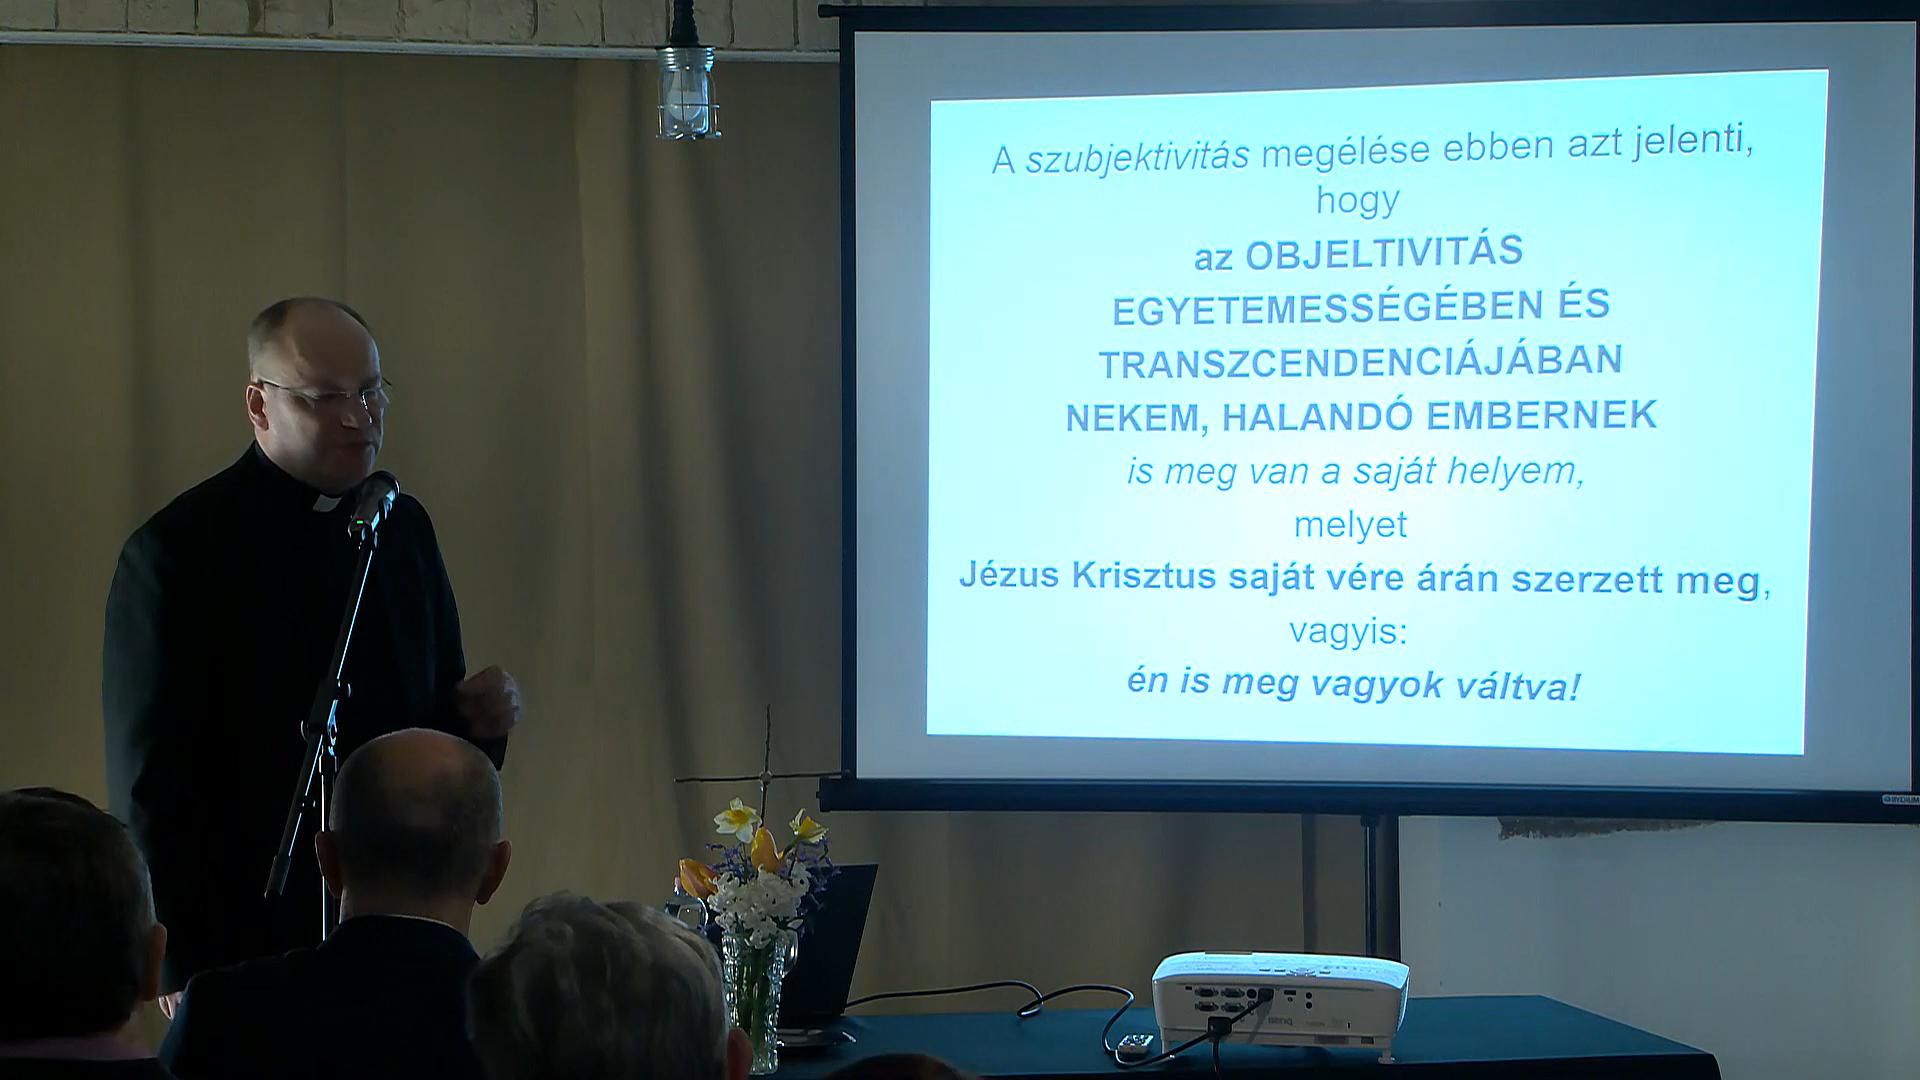 A szubjektivitás megélése ebben azt jelenti,
hogy
az OBJELTIVITÁS
EGYETEMESSÉGÉBEN ÉS
TRANSZCENDENCIÁJÁBAN
NEKEM, HALANDÓ EMBERNEK
is meg van a saját helyem,
melyet
Jézus Krisztus saját vére árán szerzett meg,
vagyis:
én is meg vagyok váltva!